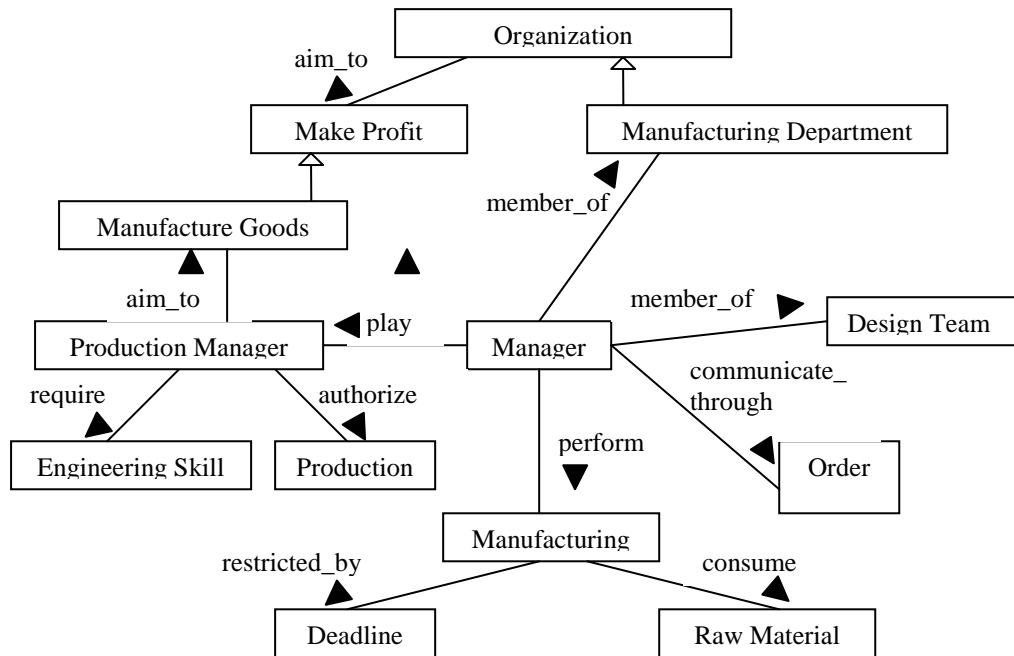 Organization
aim_to
Make Profit
Manufacturing Department
member_of
Manufacture Goods
aim_to
member_of
play
Design Team
Production Manager
Manager
communicate_
through
require
authorize
perform
Engineering Skill
Production
Order
Manufacturing
restricted_by
consume
Deadline
Raw Material